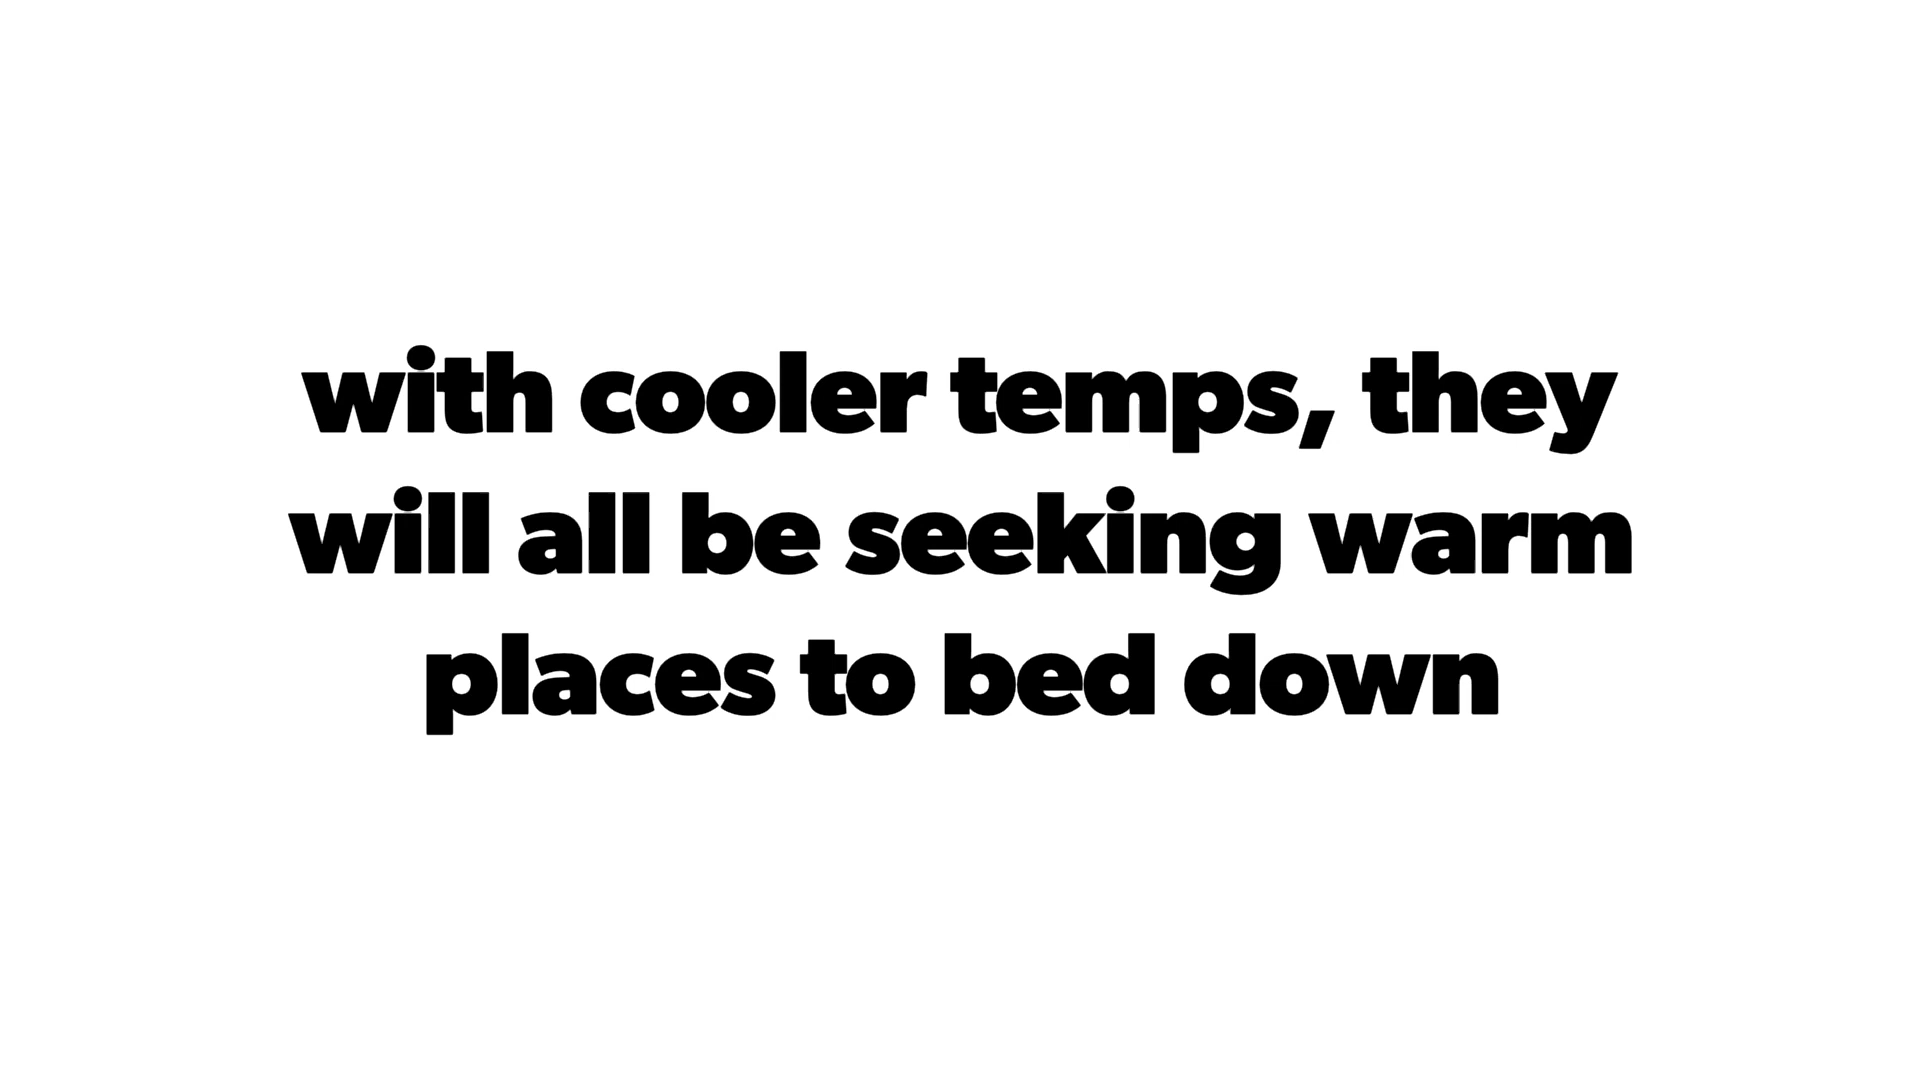 with cooler temps, they
will all be seeking warm
places to bed down